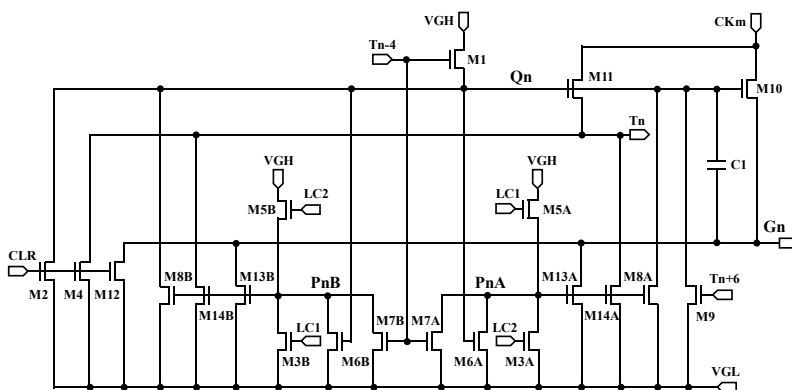 VGH
CKm
Tn-4
M1
Qn
M11
M10
Tn
VGH
VGH
C1
LC2
LC1
M5B
M5A
Gn
CLR
M8B
M13B
M13A
M8A
PnB
PnA
Tn+6
M2
M4
M12
M14B
M7B
M7A
M14A
M9
LC1
LC2
M3B
M6B
M6A
M3A
VGL